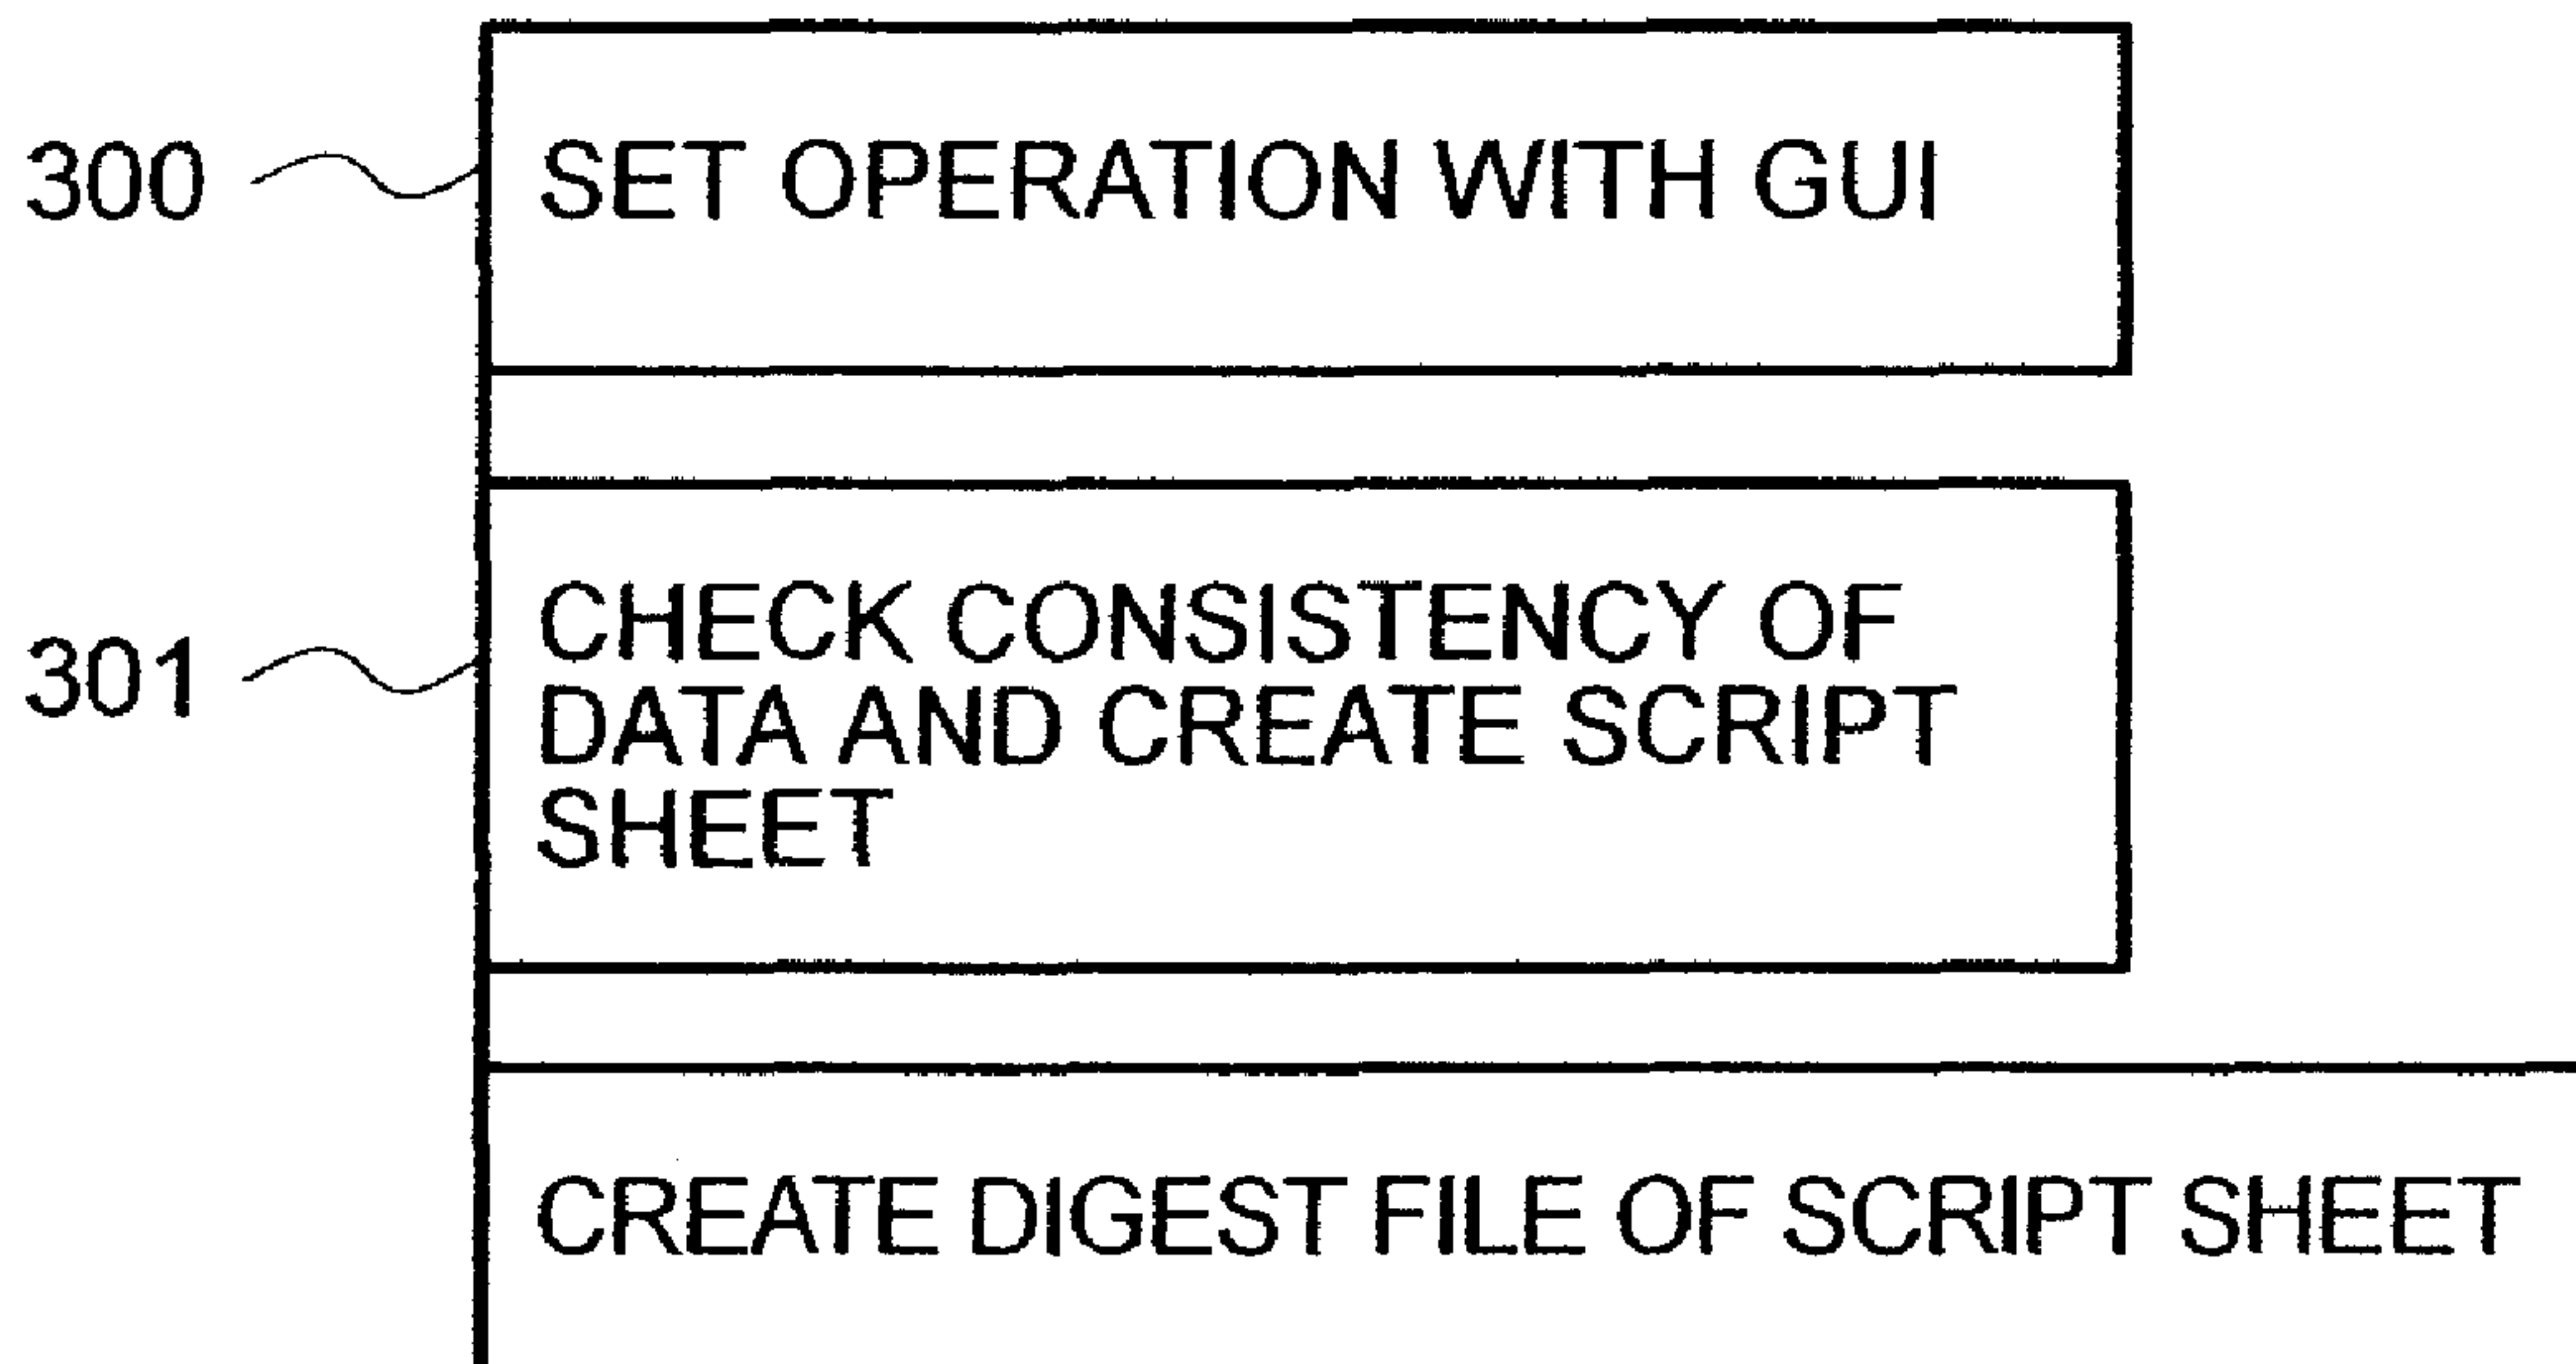 300
SET OPERATION WITH GUI
301
CHECK CONSISTENCY OF
DATA AND CREATE SCRIPT
SHEET
CREATE DIGEST FILE OF SCRIPT SHEET